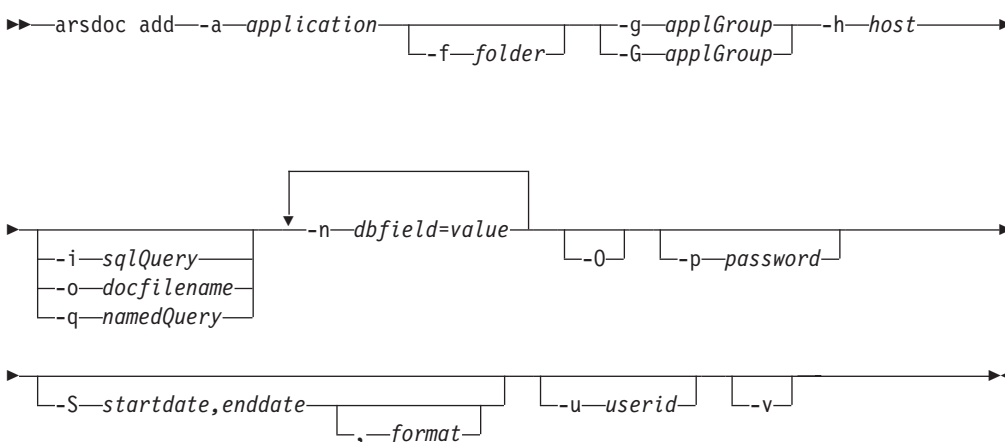 arsdoc add -a application -g applGroup -h host
-f folder -G applGroup
-n dbfield=value
-i sqlQuery -O -p password
-o docfilename
-q namedQuery
-S startdate,enddate -u userid -v
, format